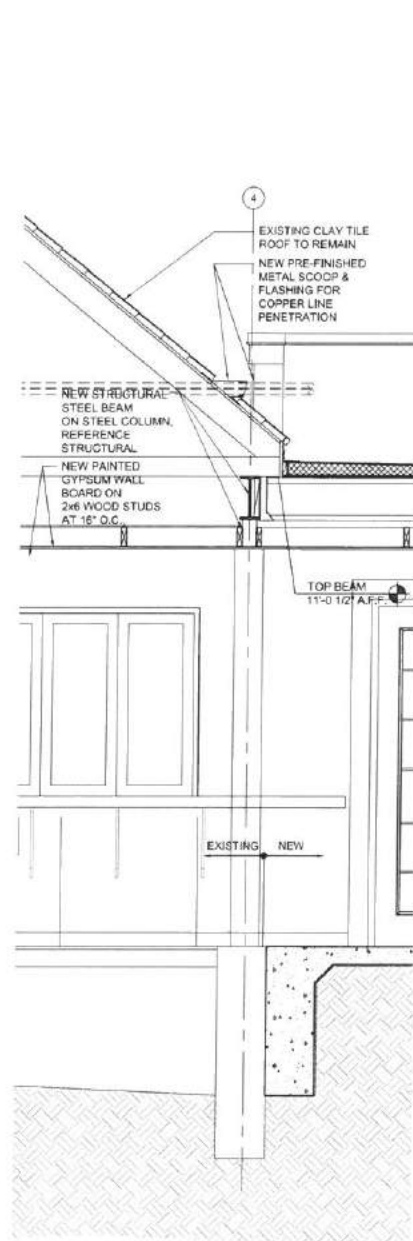 4
EXISTING CLAY TILE
ROOF TO REMAIN
NEW PRE-FINISHED
METAL SCOOP &
FLASHING FOR
COPPER LINE
PENETRATION
NEW STRUCTURAL
STEEL BEAM
ON STEEL COLUMN,
REFERENCE
STRUCTURAL
NEW PAINTED
GYPSUM WALL
BOARD ON
2x6 WOOD STUDS
AT 16" O.C.
TOP BEAM
11'-0 1/2" A.F.F.
EXISTING NEW